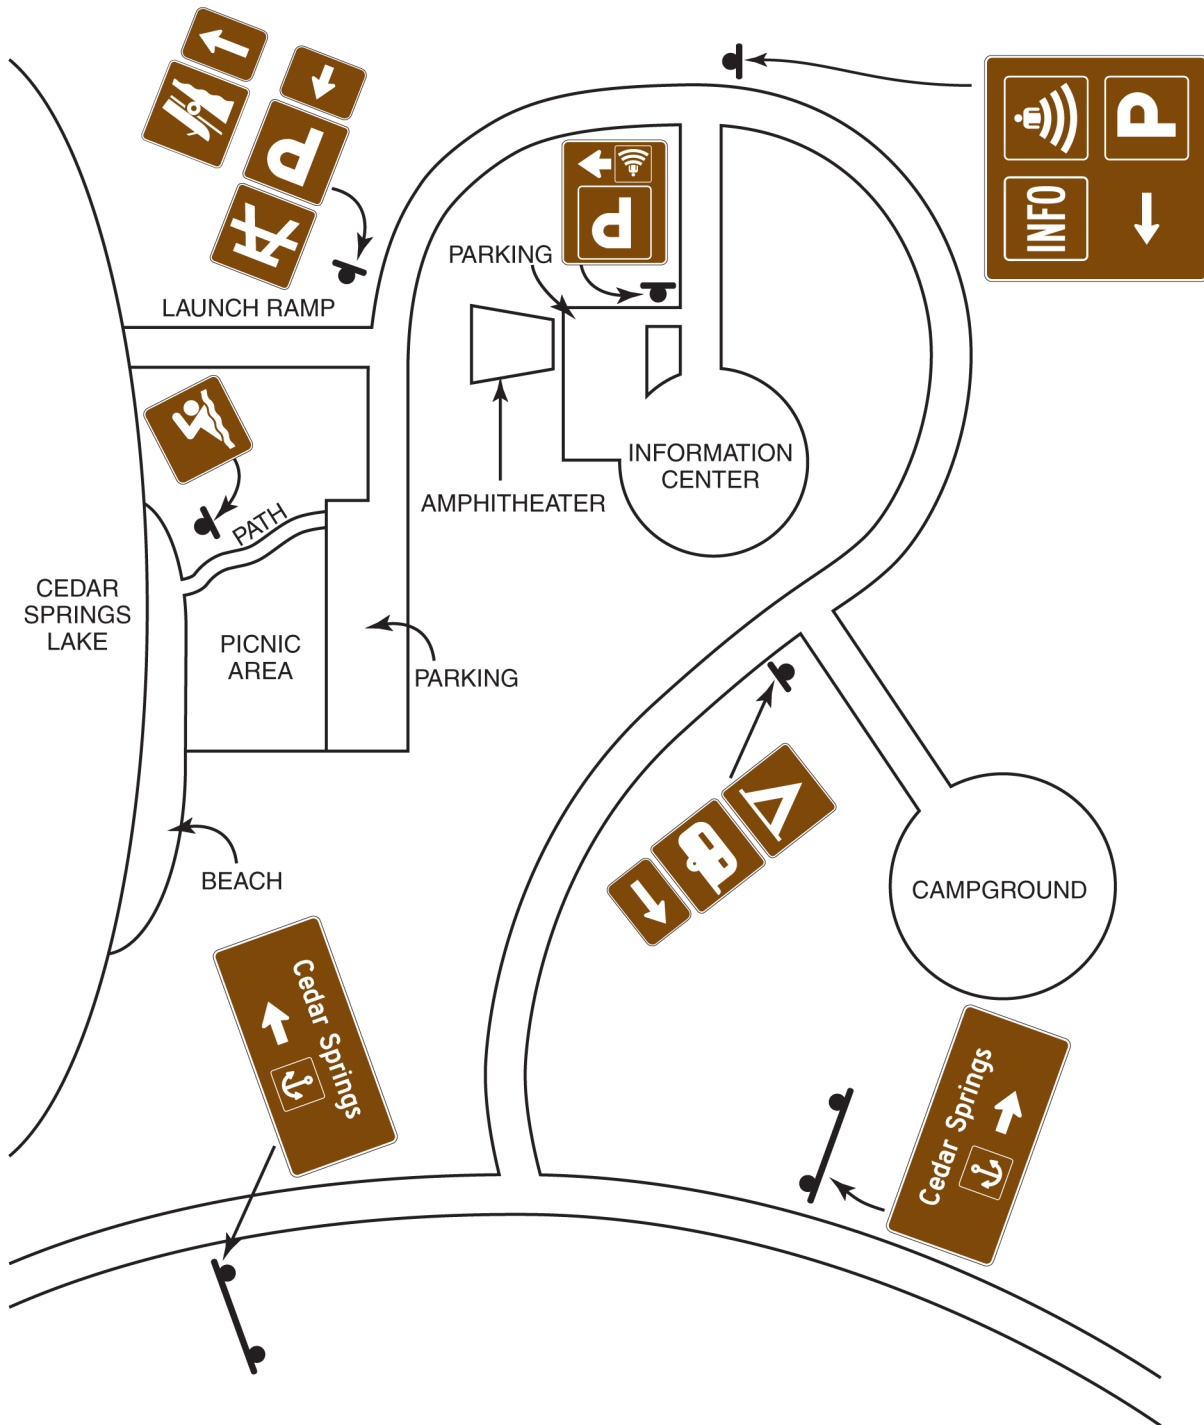 P
INFO
P
P
PARKING
LAUNCH RAMP
AMPHITHEATER
INFORMATION
CENTER
PATH
CEDAR
SPRINGS
LAKE
PICNIC
AREA
PARKING
BEACH
CAMPGROUND
Cedar Springs
Cedar Springs